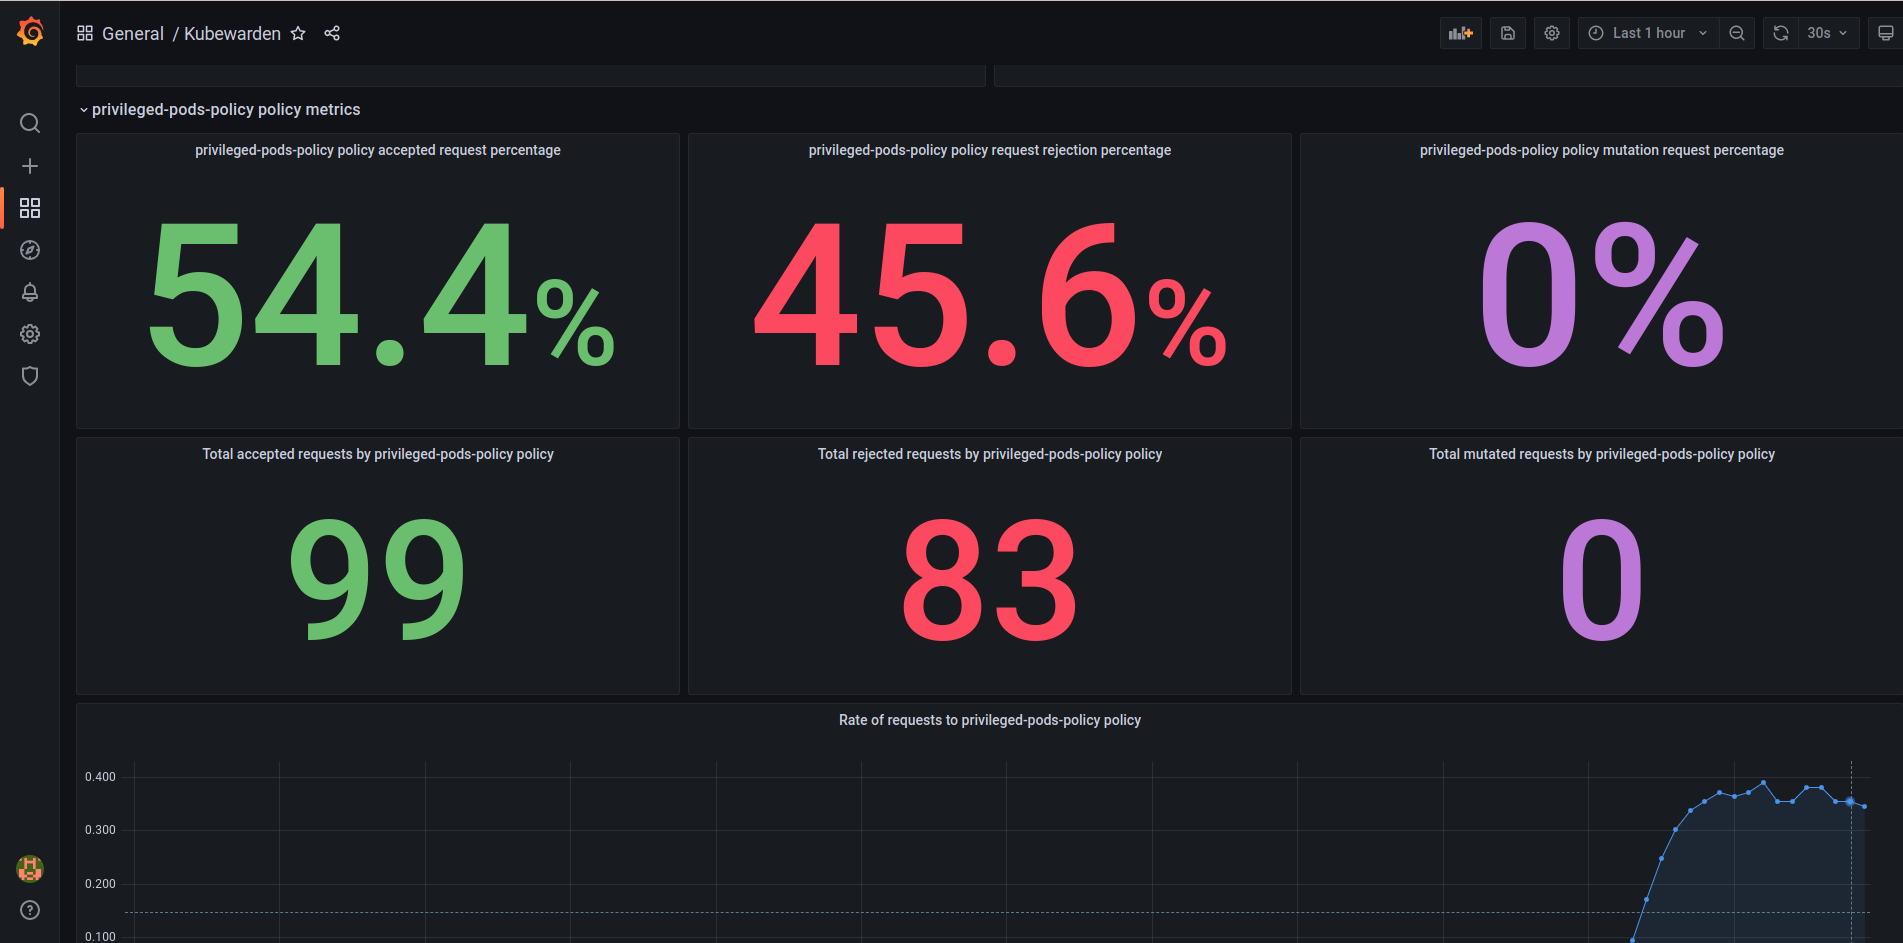 General / Kubewarden
Last 1 hour
30s
privileged-pods-policy policy metrics
privileged-pods-policy policy accepted request percentage
privileged-pods-policy policy request rejection percentage
privileged-pods-policy policy mutation request percentage
54.4%
45.6%
0%
Total accepted requests by privileged-pods-policy policy
Total rejected requests by privileged-pods-policy policy
Total mutated requests by privileged-pods-policy policy
99
83
0
Rate of requests to privileged-pods-policy policy
0.400
0.300
0.200
0.100